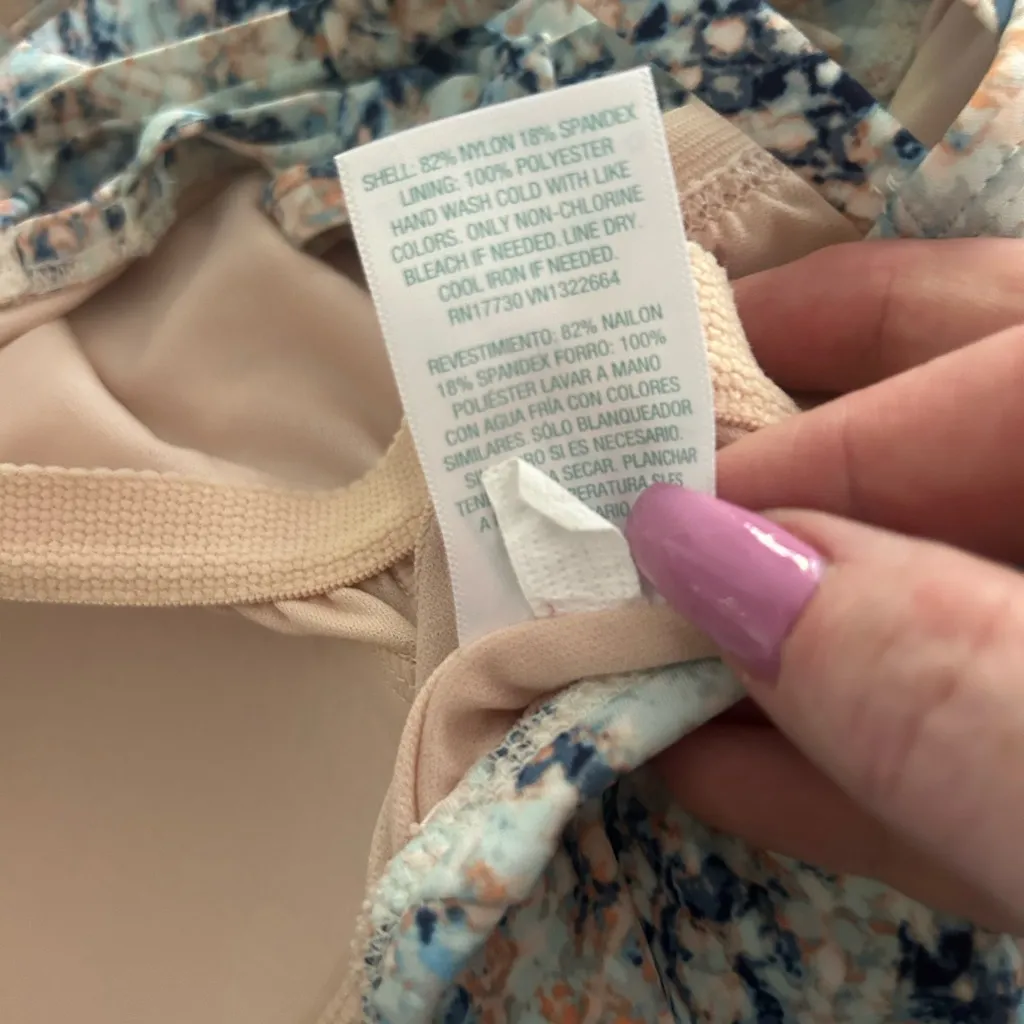 SHELL: 82% NYLON 18% SPANDEX
LINING: 100% POLYESTER
HAND WASH COLD WITH LIKE
COLORS. ONLY NON-CHLORINE
BLEACH IF NEEDED. LINE DRY.
COOL IRON IF NEEDED.
RN17730 VN1322664
REVESTIMIENTO: 82% NAILON
18% SPANDEX FORRO: 100%
POLIÉSTER LAVAR A MANO
CON AGUA FRÍA CON COLORES
SIMILARES. SÓLO BLANQUEADOR
SI ES NECESARIO.
A SECAR. PLANCHAR
A